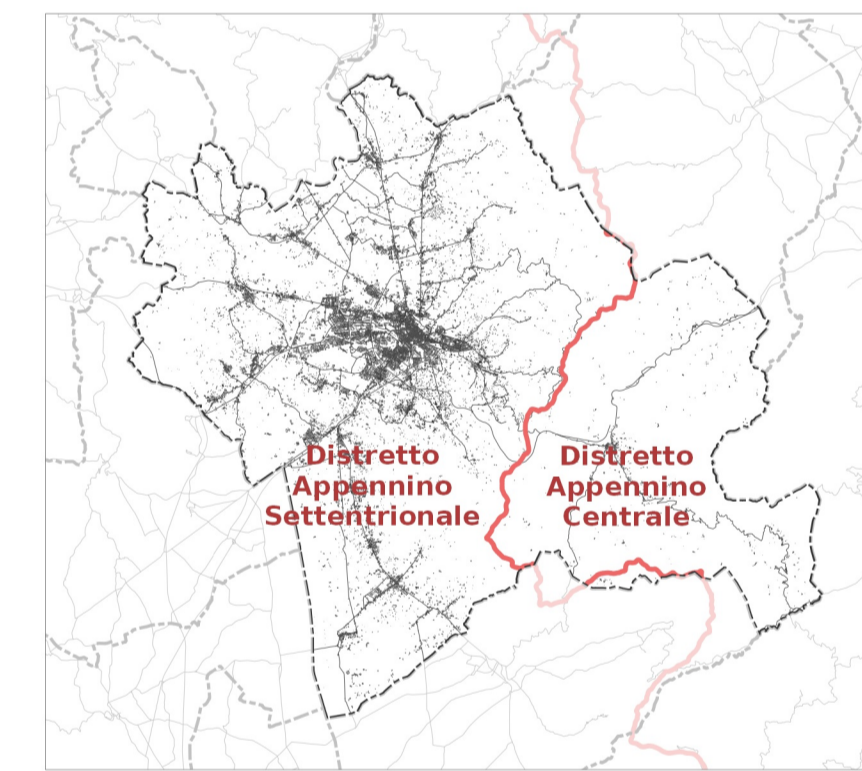 Distretto
Appennino
Settentrionale
Distretto
Appennino
Centrale